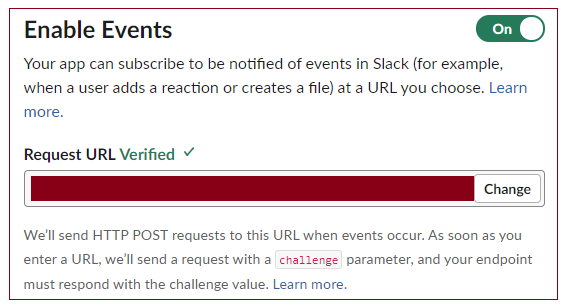 Enable Events
On
Your app can subscribe to be notified of events in Slack (for example,
when a user adds a reaction or creates a file) at a URL you choose. Learn
more.
Request URL Verified
Change
We’ll send HTTP POST requests to this URL when events occur. As soon as you
enter a URL, we’ll send a request with a challenge parameter, and your endpoint
must respond with the challenge value. Learn more.